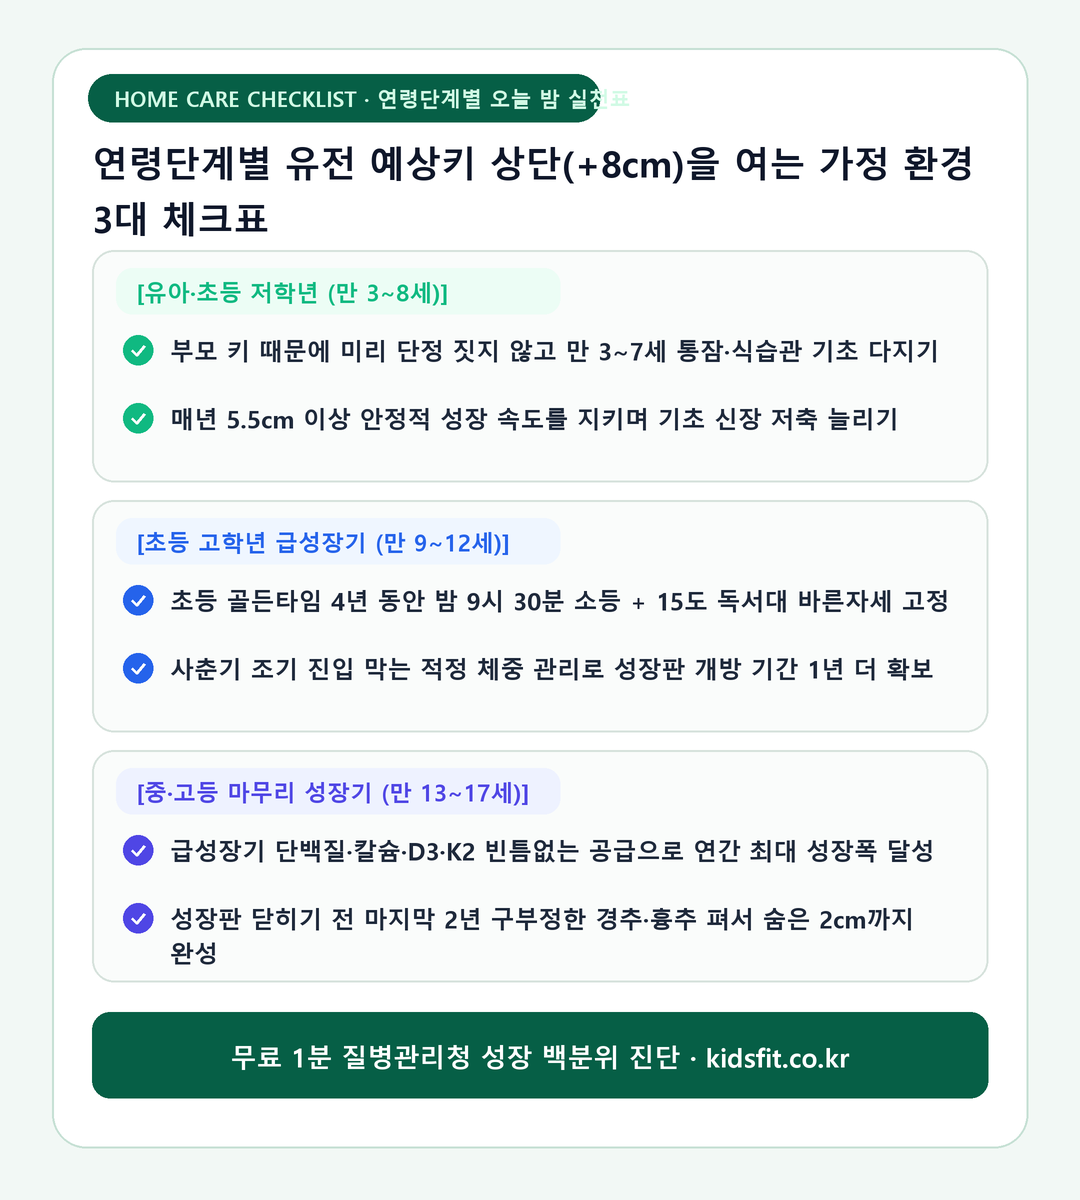 HOME CARE CHECKLIST · 연령단계별 오늘 밤 실천표
연령단계별 유전 예상키 상단(+8cm)을 여는 가정 환경
3대 체크표
[유아·초등 저학년 (만 3~8세)]
부모 키 때문에 미리 단정 짓지 않고 만 3~7세 통잠·식습관 기초 다지기
매년 5.5cm 이상 안정적 성장 속도를 지키며 기초 신장 저축 늘리기
[초등 고학년 급성장기 (만 9~12세)]
초등 골든타임 4년 동안 밤 9시 30분 소등 + 15도 독서대 바른자세 고정
사춘기 조기 진입 막는 적정 체중 관리로 성장판 개방 기간 1년 더 확보
[중·고등 마무리 성장기 (만 13~17세)]
급성장기 단백질·칼슘·D3·K2 빈틈없는 공급으로 연간 최대 성장폭 달성
성장판 닫히기 전 마지막 2년 구부정한 경추·흉추 펴서 숨은 2cm까지
완성
무료 1분 질병관리청 성장 백분위 진단 · kidsfit.co.kr